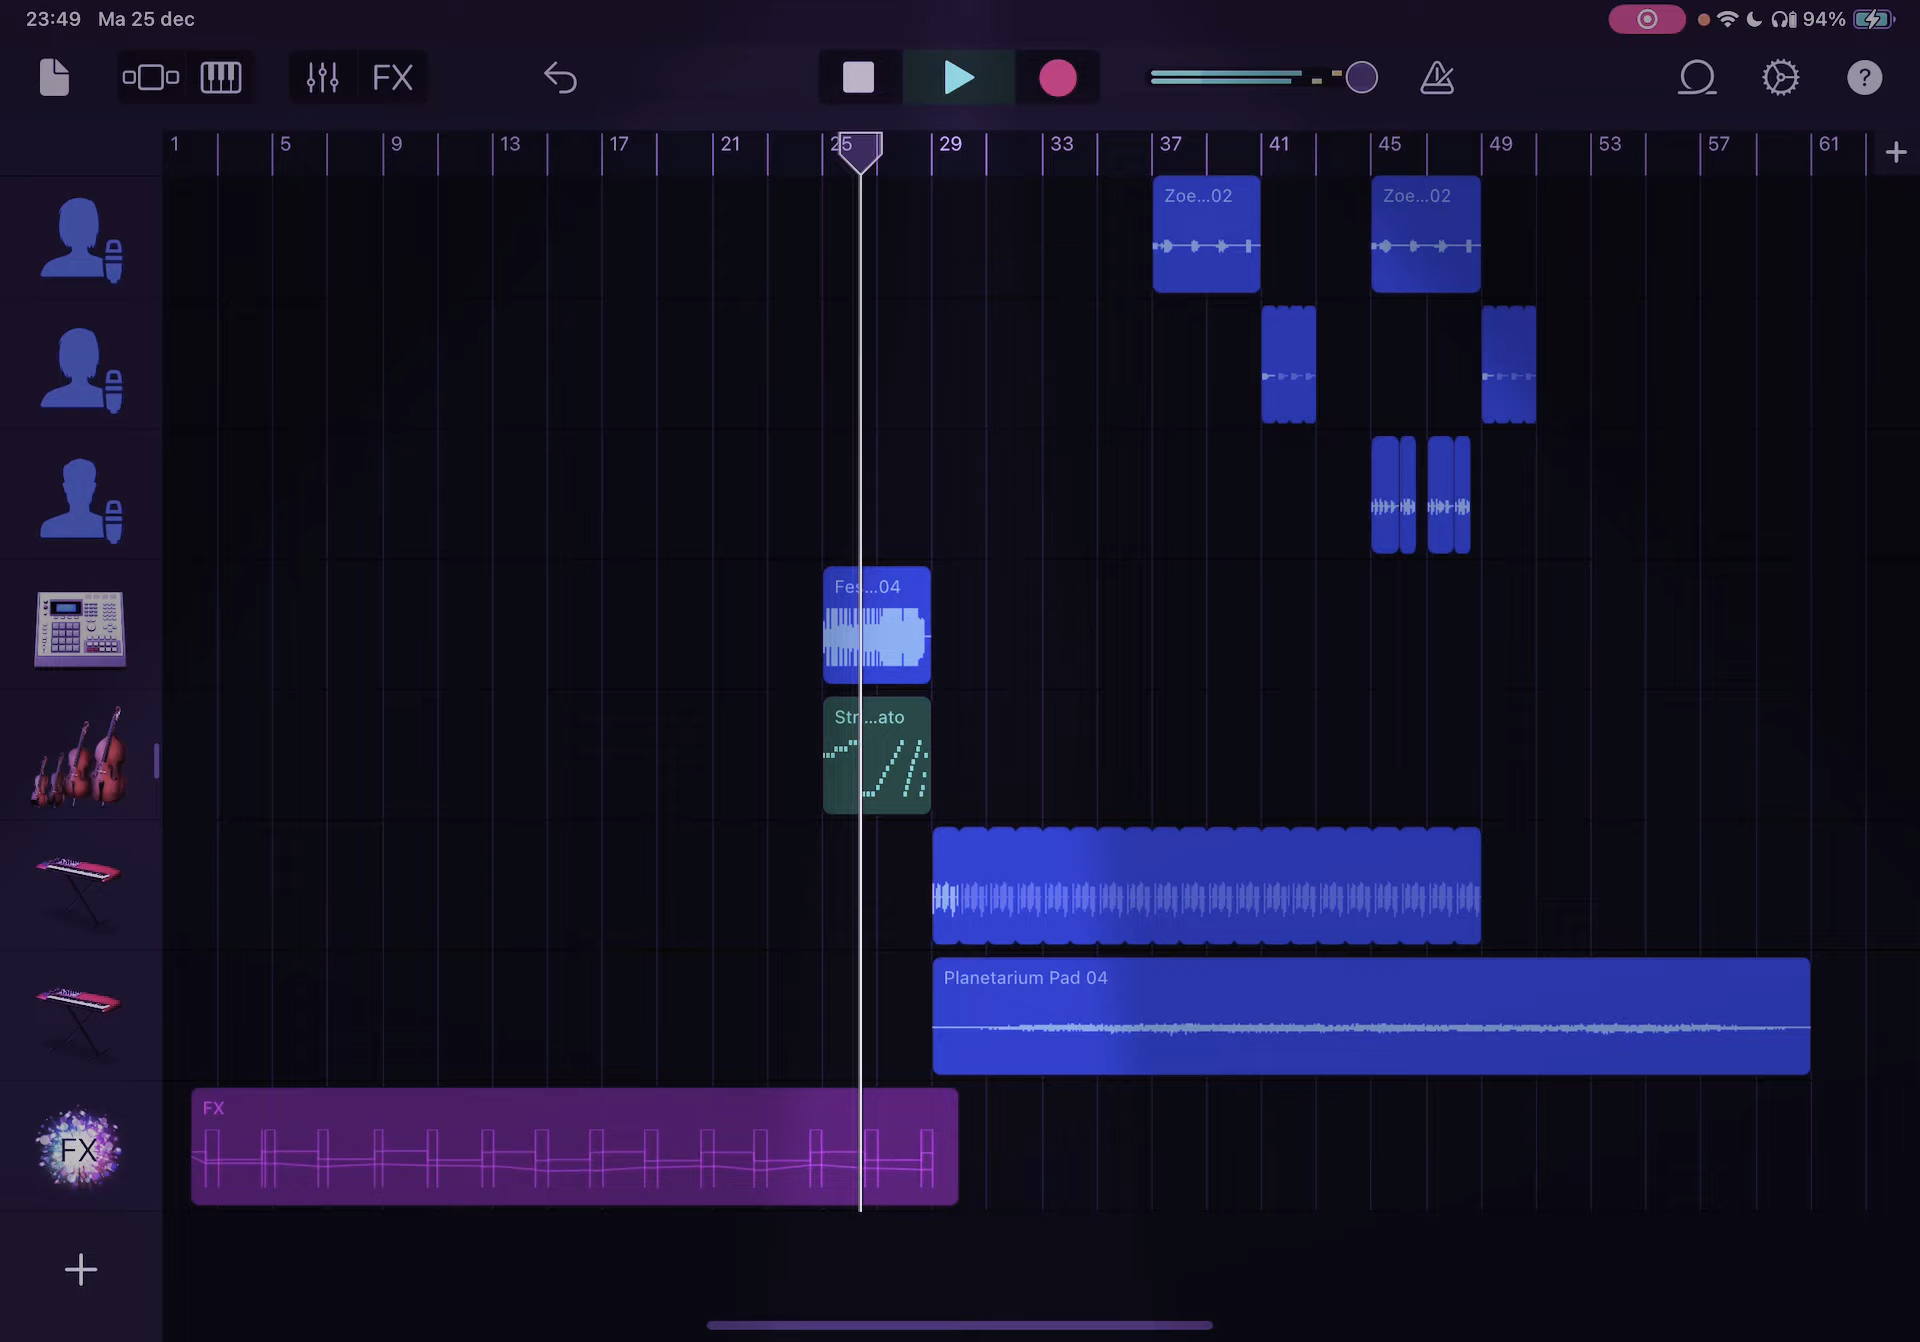 23:49 Ma 25 dec
94%
FX
?
1 5 9 13 17 21 25 29 33 37 41 45 49 53 57 61
Zoe...02 Zoe...02
Fes...04
Str...ato
Planetarium Pad 04
FX
FX